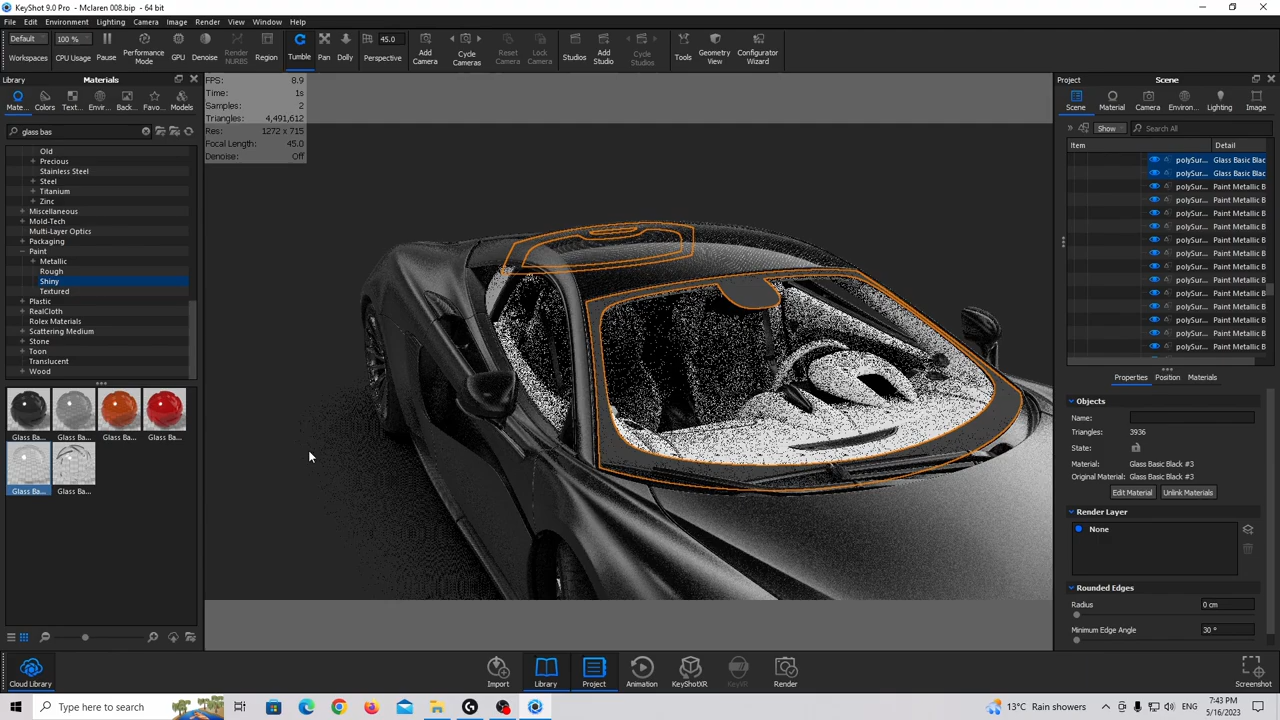 KeyShot 9.0 Pro - Mclaren 008.bip - 64 bit
File Edit Environment Lighting Camera Image Render View Window Help
Default 100 % 45.0
Workspaces CPU Usage Pause Performance Mode GPU Denoise Render NURBS Region Tumble Pan Dolly Perspective Add Camera Cycle Cameras Reset Camera Lock Camera Studios Add Studio Cycle Studios Tools Geometry View Configurator Wizard
Library Materials
Mate... Colors Text... Envir... Back... Favo... Models
glass bas
Old
Precious
Stainless Steel
Steel
Titanium
Zinc
Miscellaneous
Mold-Tech
Multi-Layer Optics
Packaging
Paint
Metallic
Rough
Shiny
Textured
Plastic
RealCloth
Rolex Materials
Scattering Medium
Stone
Toon
Translucent
Wood
Glass Ba... Glass Ba... Glass Ba... Glass Ba...
Glass Ba... Glass Ba...
Cloud Library
FPS: 8.9
Time: 1s
Samples: 2
Triangles: 4,491,612
Res: 1272 x 715
Focal Length: 45.0
Denoise: Off
Project Scene
Scene Material Camera Environ... Lighting Image
Show Search All
Item Detail
polySur... Glass Basic Blac
polySur... Glass Basic Blac
polySur... Paint Metallic B
polySur... Paint Metallic B
polySur... Paint Metallic B
polySur... Paint Metallic B
polySur... Paint Metallic B
polySur... Paint Metallic B
polySur... Paint Metallic B
polySur... Paint Metallic B
polySur... Paint Metallic B
polySur... Paint Metallic B
polySur... Paint Metallic B
polySur... Paint Metallic B
polySur... Paint Metallic B
Properties Position Materials
Objects
Name:
Triangles: 3936
State:
Material: Glass Basic Black #3
Original Material: Glass Basic Black #3
Edit Material Unlink Materials
Render Layer
None
Rounded Edges
Radius 0 cm
Minimum Edge Angle 30 °
Import Library Project Animation KeyShotXR KeyVR Render Screenshot
Type here to search
13°C Rain showers
7:43 PM
5/16/2023